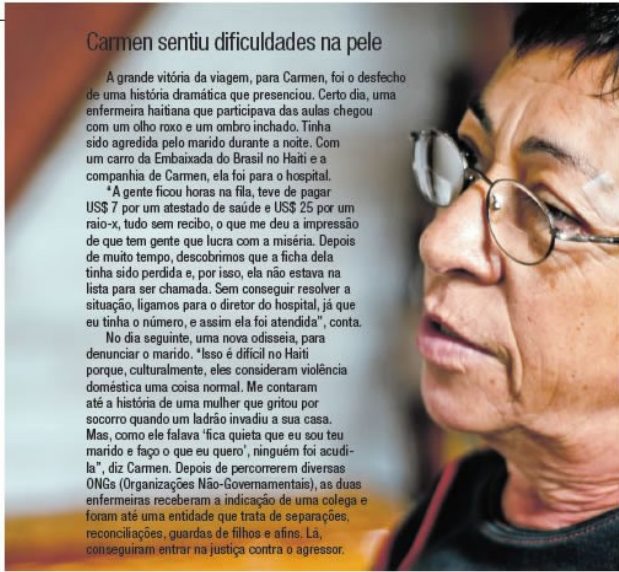 Carmen sentiu dificuldades na pele
A grande vitória da viagem, para Carmen, foi o desfecho
de uma história dramática que presenciou. Certo dia, uma
enfermeira haitiana que participava das aulas chegou
com um olho roxo e um ombro inchado. Tinha
sido agredida pelo marido durante a noite. Com
um carro da Embaixada do Brasil no Haiti e a
companhia de Carmen, ela foi para o hospital.
"A gente ficou horas na fila, teve de pagar
US$ 7 por um atestado de saúde e US$ 25 por um
raio-x, tudo sem recibo, o que me deu a impressão
de que tem gente que lucra com a miséria. Depois
de muito tempo, descobrimos que a ficha dela
tinha sido perdida e, por isso, ela não estava na
lista para ser chamada. Sem conseguir resolver a
situação, ligamos para o diretor do hospital, já que
eu tinha o número, e assim ela foi atendida", conta.
No dia seguinte, uma nova odisseia, para
denunciar o marido. "Isso é difícil no Haiti
porque, culturalmente, eles consideram violência
doméstica uma coisa normal. Me contaram
até a história de uma mulher que gritou por
socorro quando um ladrão invadiu a sua casa.
Mas, como ele falava 'fica quieta que eu sou teu
marido e faço o que eu quero', ninguém foi acudi-
la", diz Carmen. Depois de percorrerem diversas
ONGs (Organizações Não-Governamentais), as duas
enfermeiras receberam a indicação de uma colega e
foram até uma entidade que trata de separações,
reconciliações, guardas de filhos e afins. Lá,
conseguiram entrar na justiça contra o agressor.